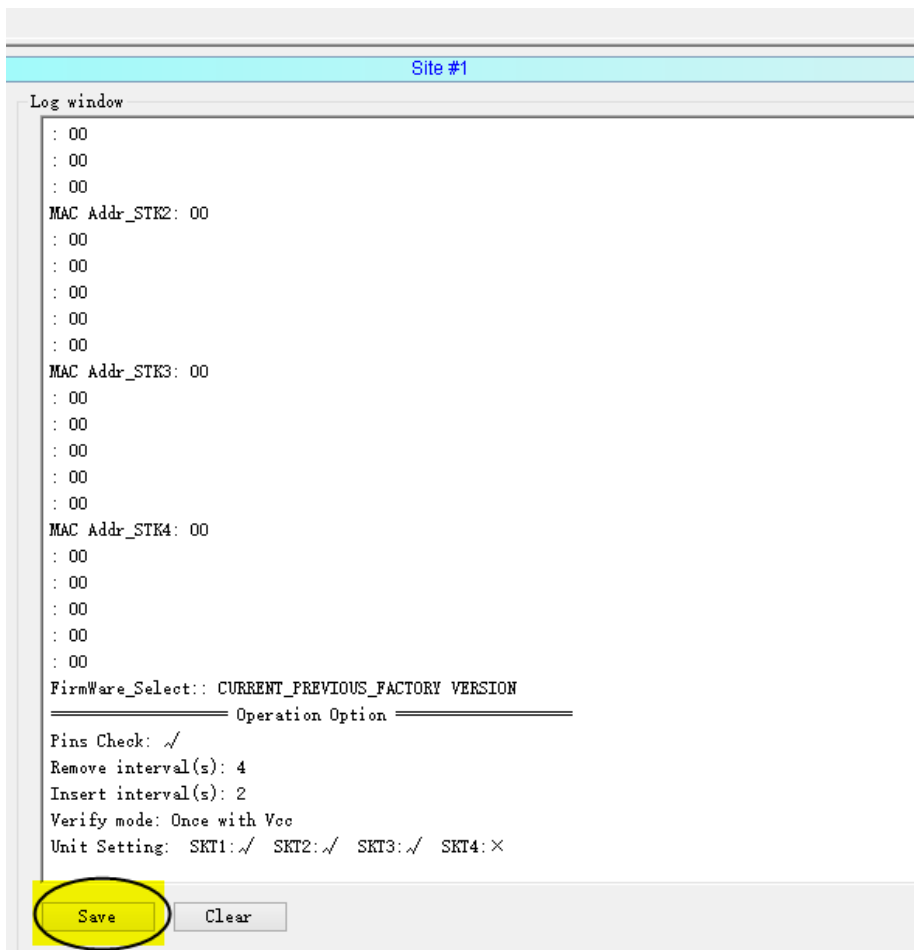 Site #1
Log window
: 00
: 00
: 00
MAC Addr_STK2: 00
: 00
: 00
: 00
: 00
: 00
MAC Addr_STK3: 00
: 00
: 00
: 00
: 00
: 00
MAC Addr_STK4: 00
: 00
: 00
: 00
: 00
: 00
FirmWare_Select:: CURRENT_PREVIOUS_FACTORY VERSION
═════════════ Operation Option ═════════════
Pins Check: √
Remove interval(s): 4
Insert interval(s): 2
Verify mode: Once with Vcc
Unit Setting:  SKT1:√  SKT2:√  SKT3:√  SKT4:×
Save Clear